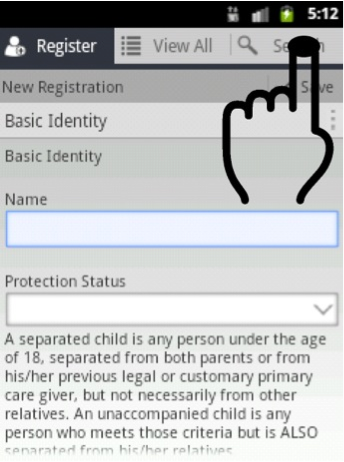 5:12
Register View All
New Registration
Basic Identity
Basic Identity
Name
Protection Status
A separated child is any person under the age
of 18, separated from both parents or from
his/her previous legal or customary primary
care giver, but not necessarily from other
relatives. An unaccompanied child is any
person who meets those criteria but is ALSO
separated from his/her relatives